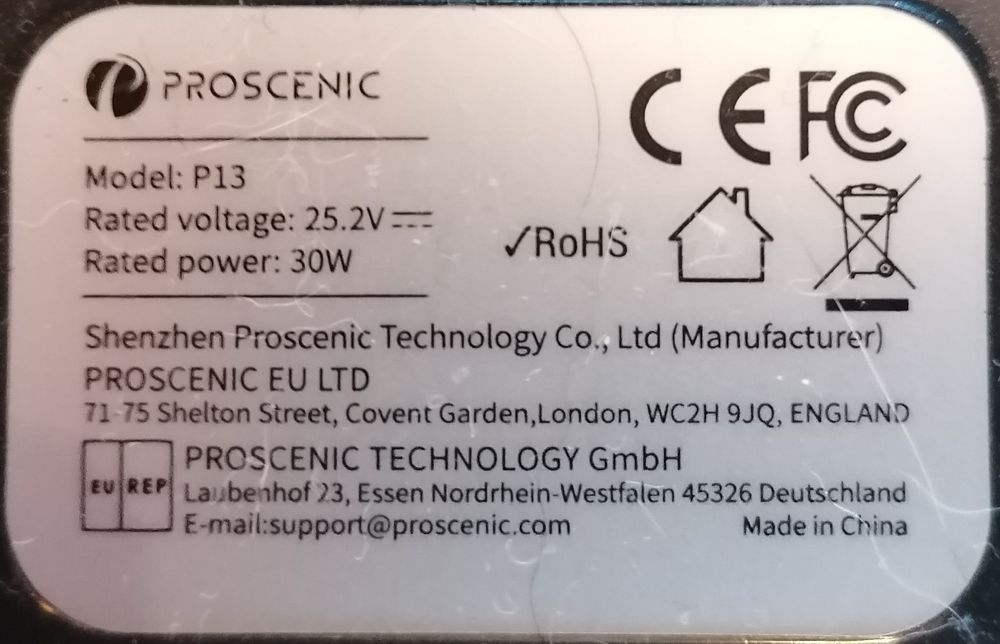 PROSCENIC
CE FC
Model: P13
Rated voltage: 25.2V
Rated power: 30W
✓RoHS
Shenzhen Proscenic Technology Co., Ltd (Manufacturer)
PROSCENIC EU LTD
71-75 Shelton Street, Covent Garden,London, WC2H 9JQ, ENGLAND
EU REP
PROSCENIC TECHNOLOGY GmbH
Laubenhof 23, Essen Nordrhein-Westfalen 45326 Deutschland
E-mail:support@proscenic.com Made in China